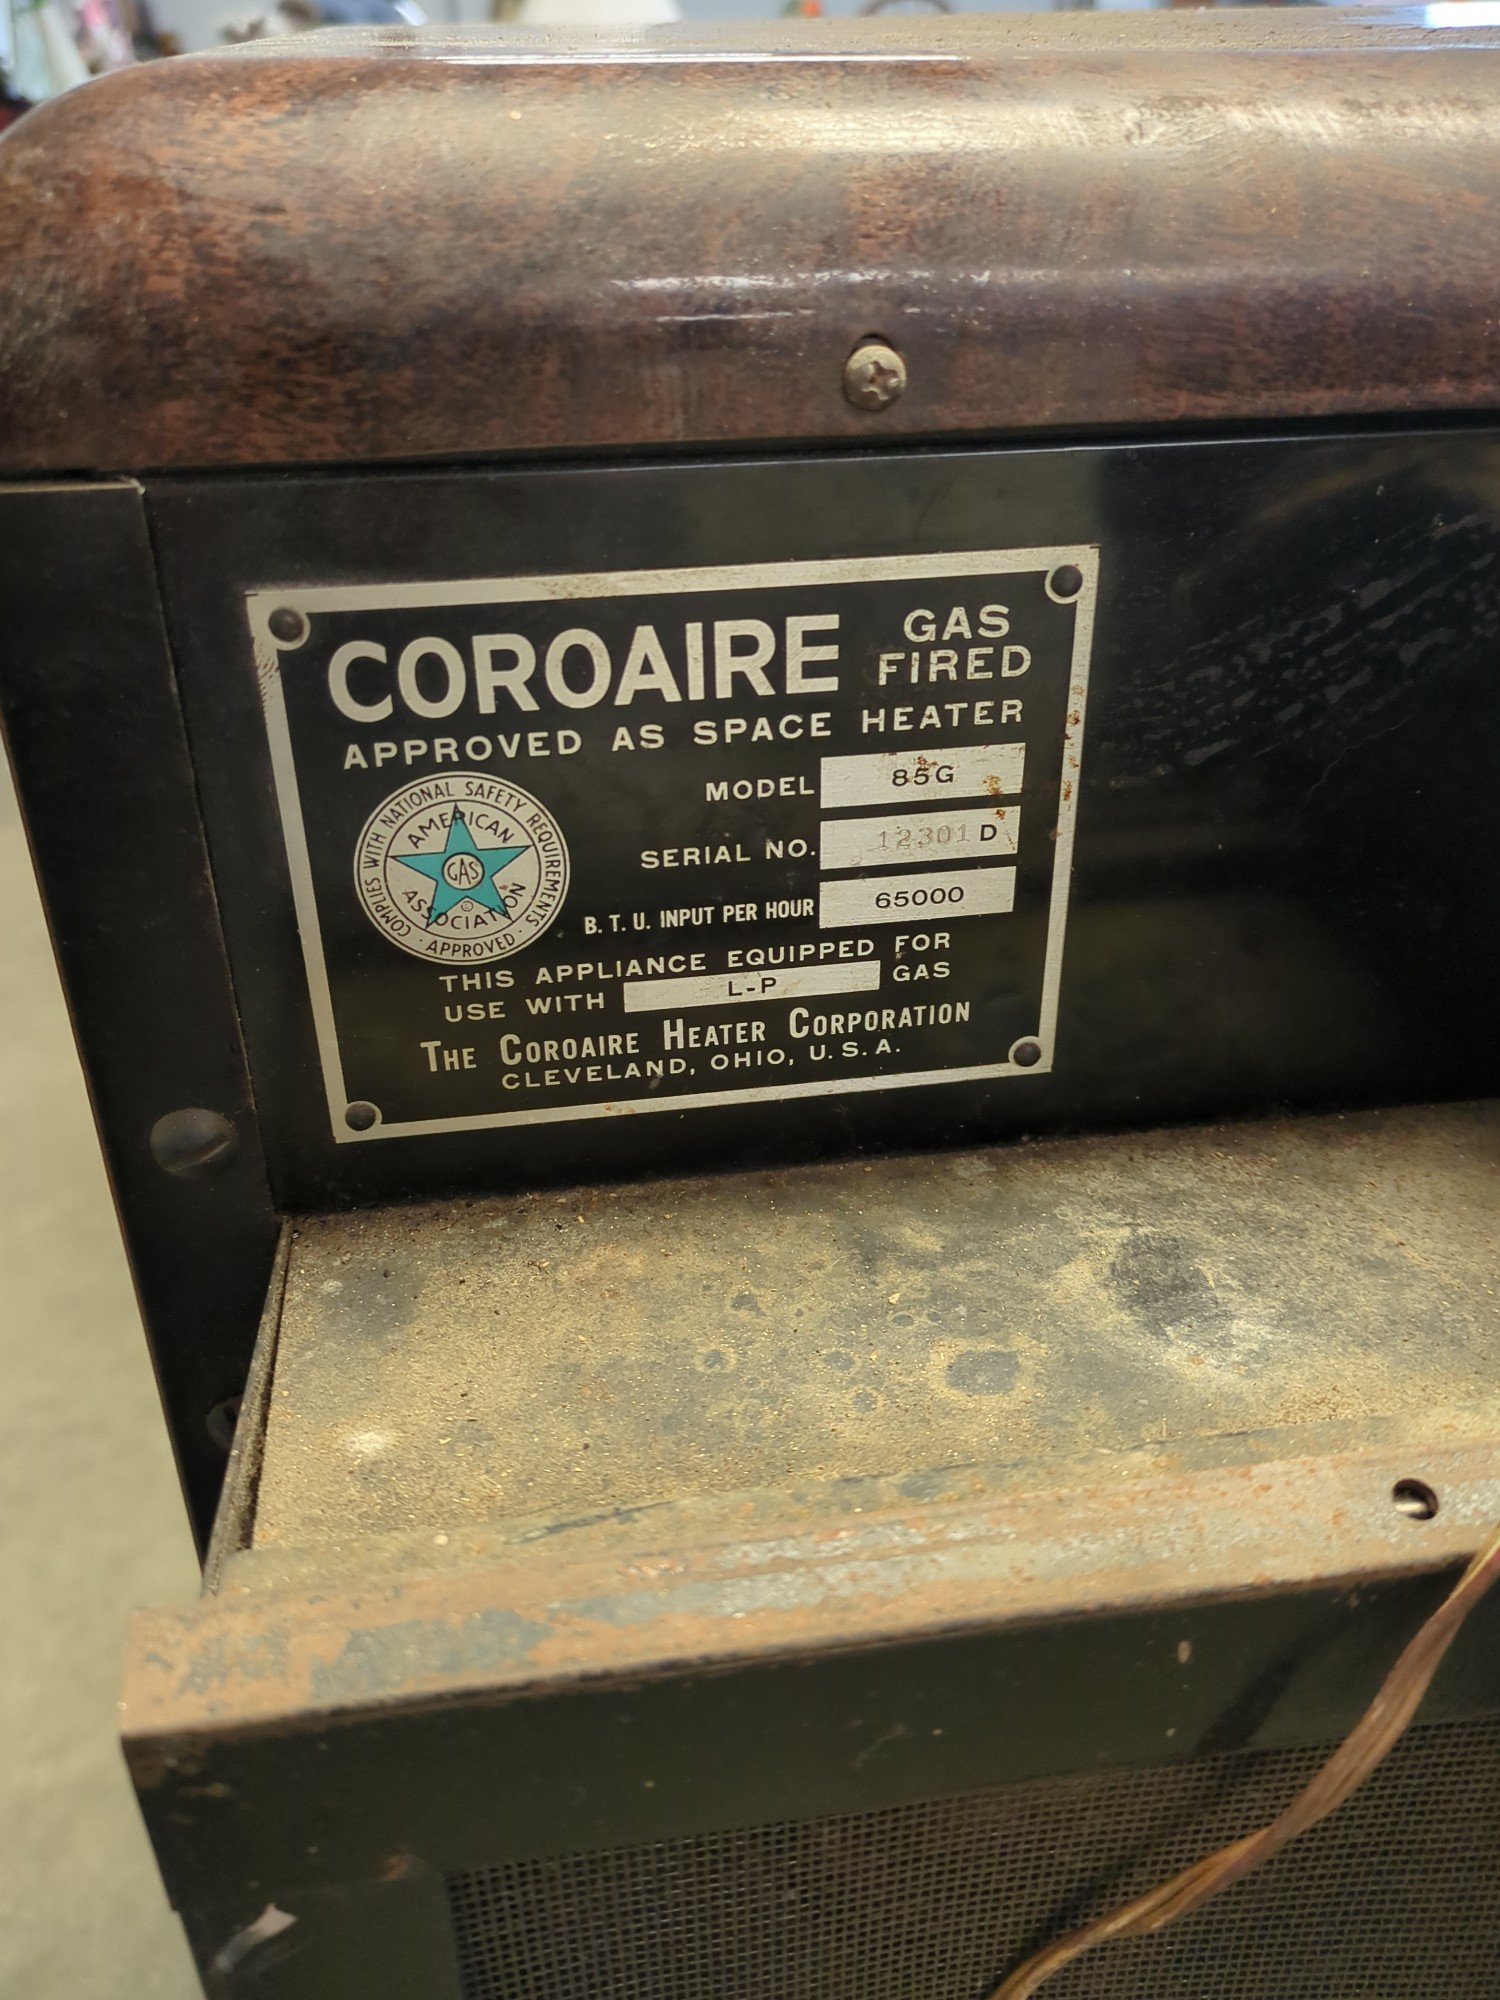 COROAIRE GAS FIRED
APPROVED AS SPACE HEATER
MODEL 85G
SERIAL NO. 12301 D
B. T. U. INPUT PER HOUR 65000
COMPLIES WITH NATIONAL SAFETY REQUIREMENTS
· APPROVED ·
AMERICAN
GAS
ASSOCIATION
©
THIS APPLIANCE EQUIPPED FOR
USE WITH L-P GAS
THE COROAIRE HEATER CORPORATION
CLEVELAND, OHIO, U. S. A.